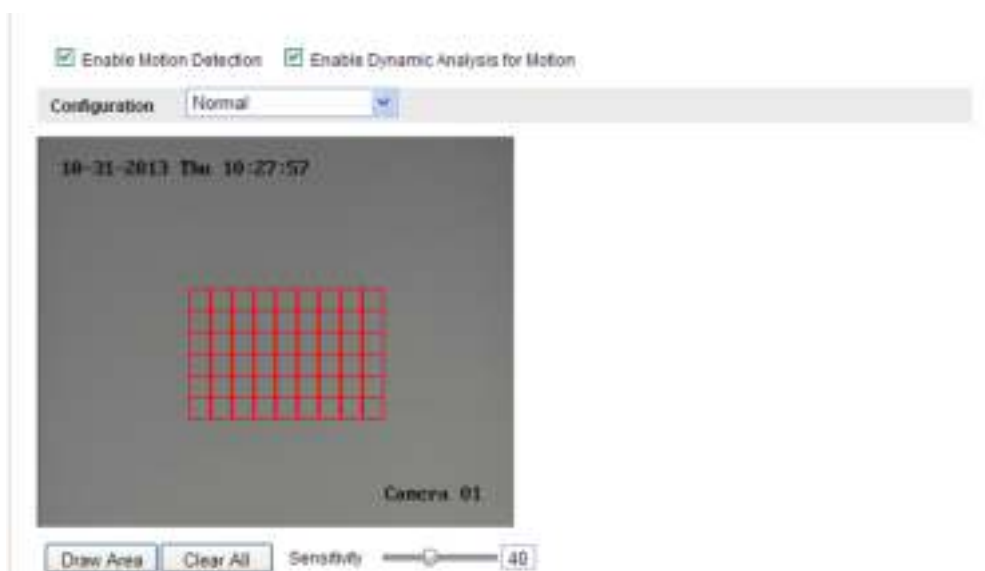 Enable Motion Detection Enable Dynamic Analysis for Motion
Configuration Normal
10-31-2013 Thu 10:27:57
Camera 01
Draw Area Clear All Sensitivity 40